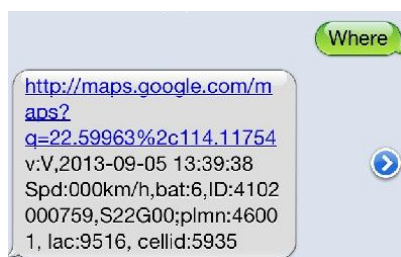 Where
http://maps.google.com/m
aps?
q=22.59963%2c114.11754
v:V,2013-09-05 13:39:38
Spd:000km/h,bat:6,ID:4102
000759,S22G00;plmn:4600
1, lac:9516, cellid:5935